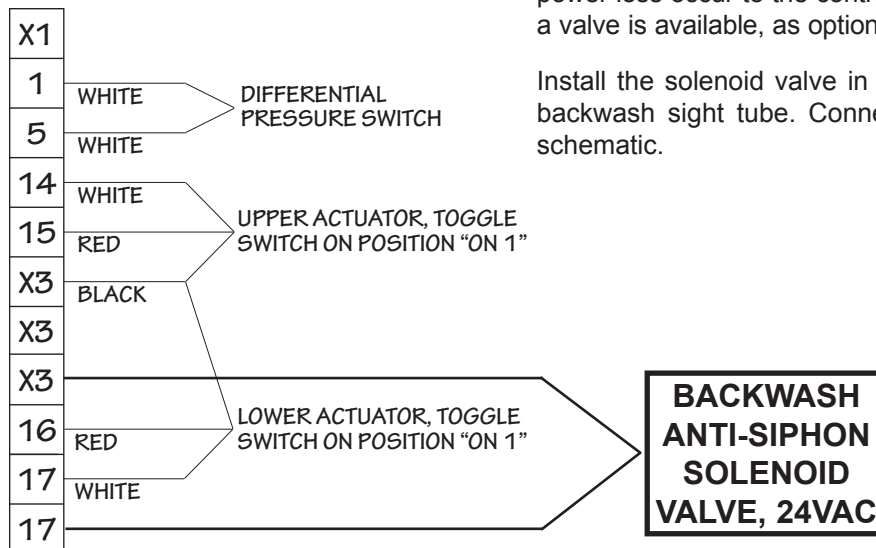 power loss occur to the
a valve is available, as
Install the solenoid valve in
backwash sight tube.
schematic.
X1
1
WHITE
DIFFERENTIAL
PRESSURE SWITCH
5
WHITE
14
WHITE
15
RED
UPPER ACTUATOR, TOGGLE
SWITCH ON POSITION “ON 1”
X3
BLACK
X3
X3
16
RED
LOWER ACTUATOR, TOGGLE
SWITCH ON POSITION “ON 1”
17
WHITE
17
BACKWASH
ANTI-SIPHON
SOLENOID
VALVE, 24VAC